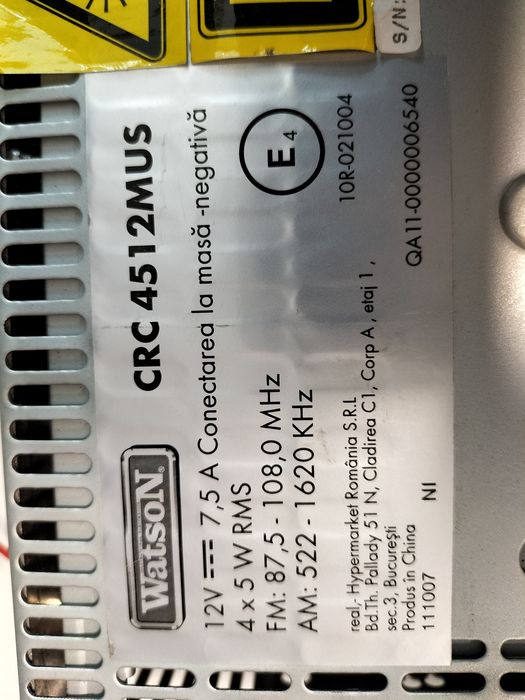 S/N:
WatsoN®
CRC 4512MUS
12V 7,5 A Conectarea la masă -negativă
4 x 5 W RMS
FM: 87,5 - 108,0 MHz
AM: 522 - 1620 KHz
E4
10R-021004
real,- Hypermarket România S.R.L
Bd.Th. Pallady 51 N, Cladirea C1, Corp A , etaj 1 ,
sec.3, Bucureşti
Produs in China
111007 NI
QA11-0000006540